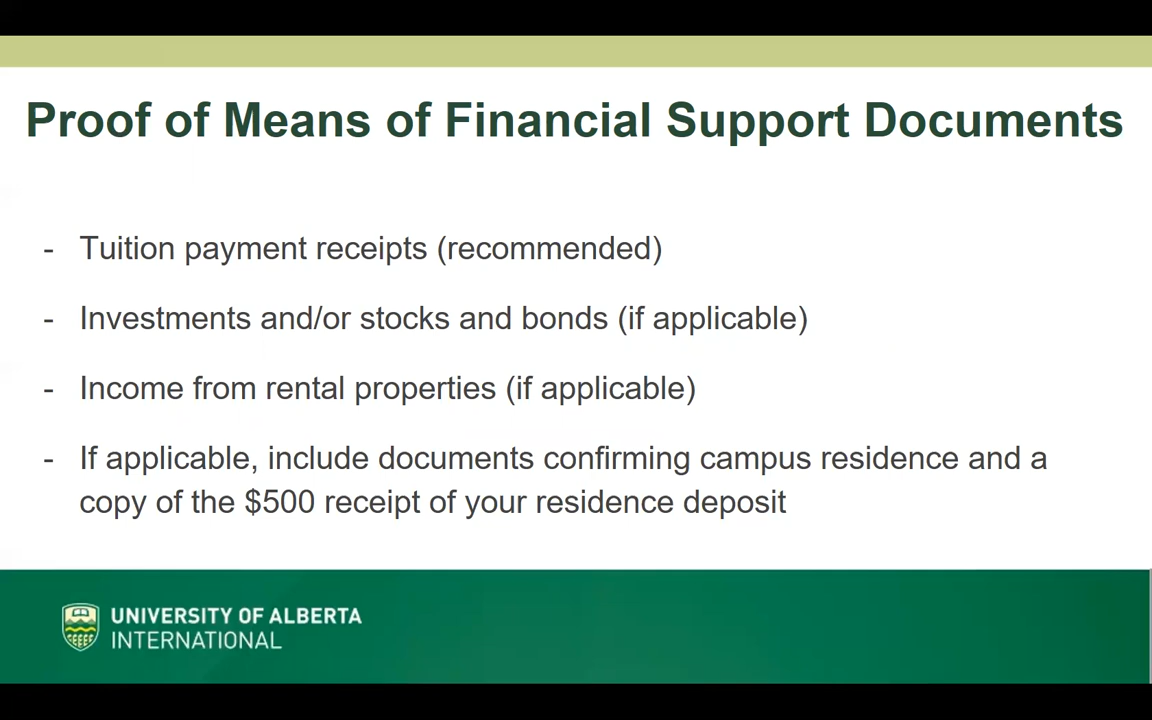 Proof of Means of Financial Support Documents
- Tuition payment receipts (recommended)
- Investments and/or stocks and bonds (if applicable)
- Income from rental properties (if applicable)
- If applicable, include documents confirming campus residence and a
copy of the $500 receipt of your residence deposit
UNIVERSITY OF ALBERTA
INTERNATIONAL